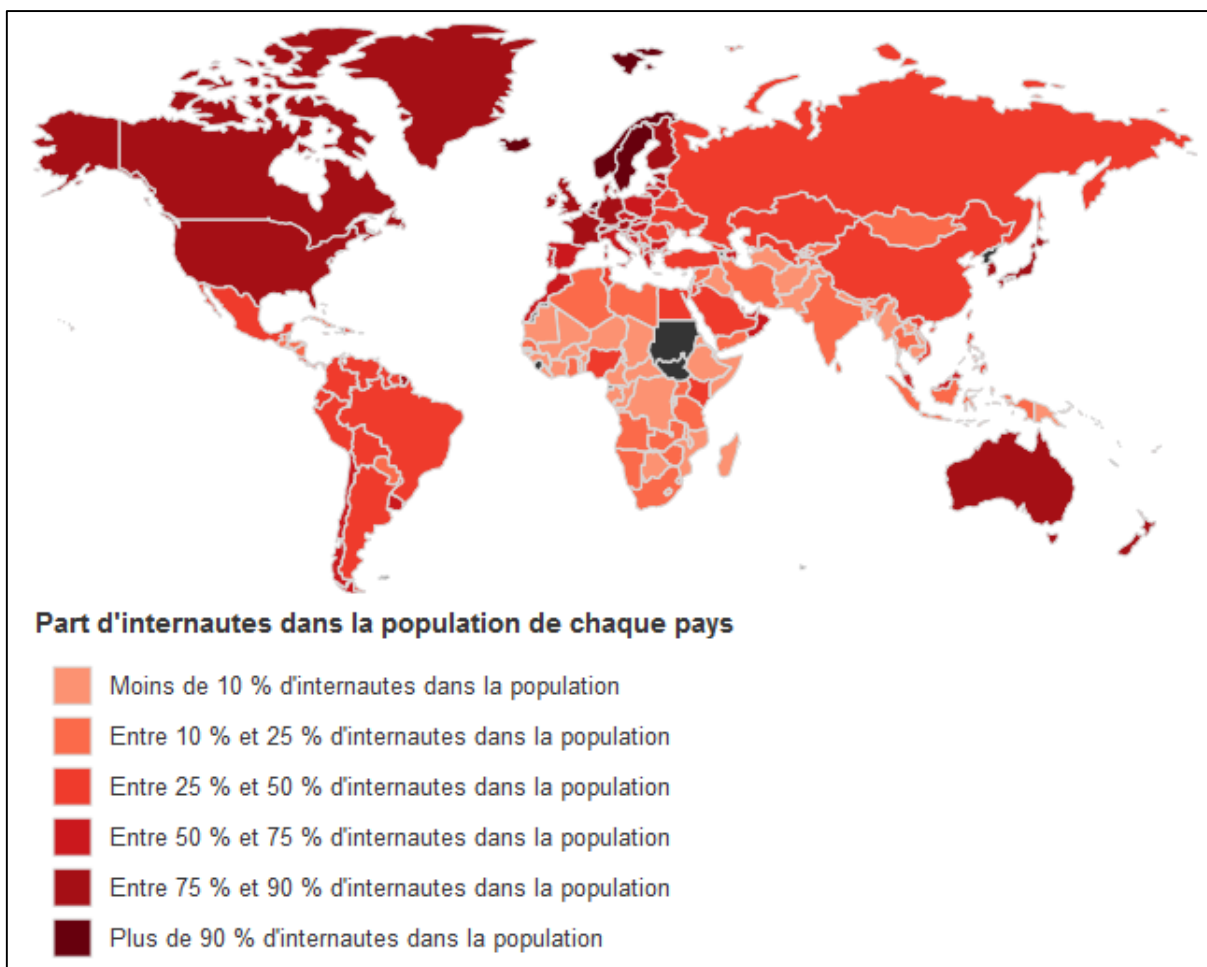 Part d'internautes dans la population de chaque pays
Moins de 10 % d'internautes dans la population
Entre 10 % et 25 % d'internautes dans la population
Entre 25 % et 50 % d'internautes dans la population
Entre 50 % et 75 % d'internautes dans la population
Entre 75 % et 90 % d'internautes dans la population
Plus de 90 % d'internautes dans la population